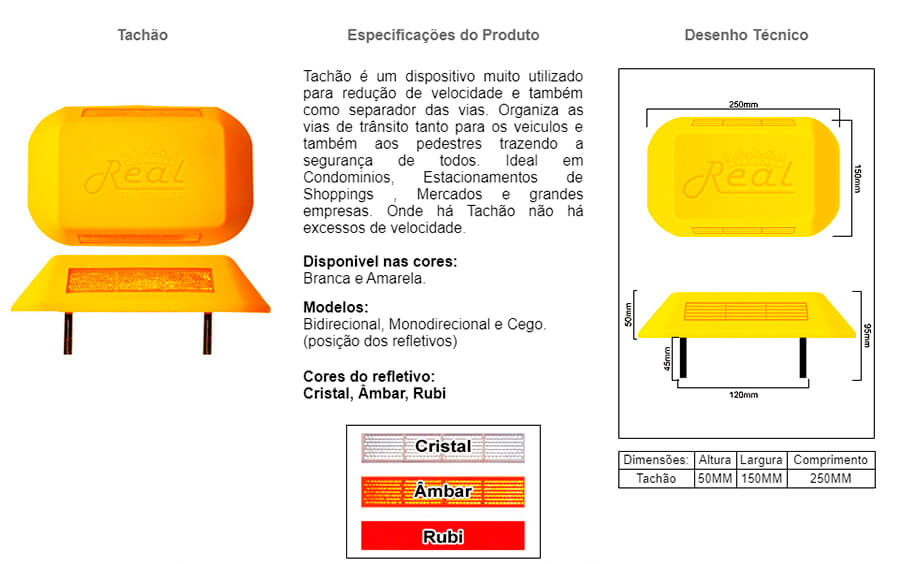 Tachão
Real
Especificações do Produto
Tachão é um dispositivo muito utilizado
para redução de velocidade e também
como separador das vias. Organiza as
vias de trânsito tanto para os veiculos e
também aos pedestres trazendo a
segurança de todos. Ideal em
Condominios, Estacionamentos de
Shoppings , Mercados e grandes
empresas. Onde há Tachão não há
excessos de velocidade.
Disponivel nas cores:
Branca e Amarela.
Modelos:
Bidirecional, Monodirecional e Cego.
(posição dos refletivos)
Cores do refletivo:
Cristal, Âmbar, Rubi
Cristal
Âmbar
Rubi
Desenho Técnico
250mm
Real
150mm
50mm
95mm
45mm
120mm
Dimensões: Altura Largura Comprimento
Tachão 50MM 150MM 250MM